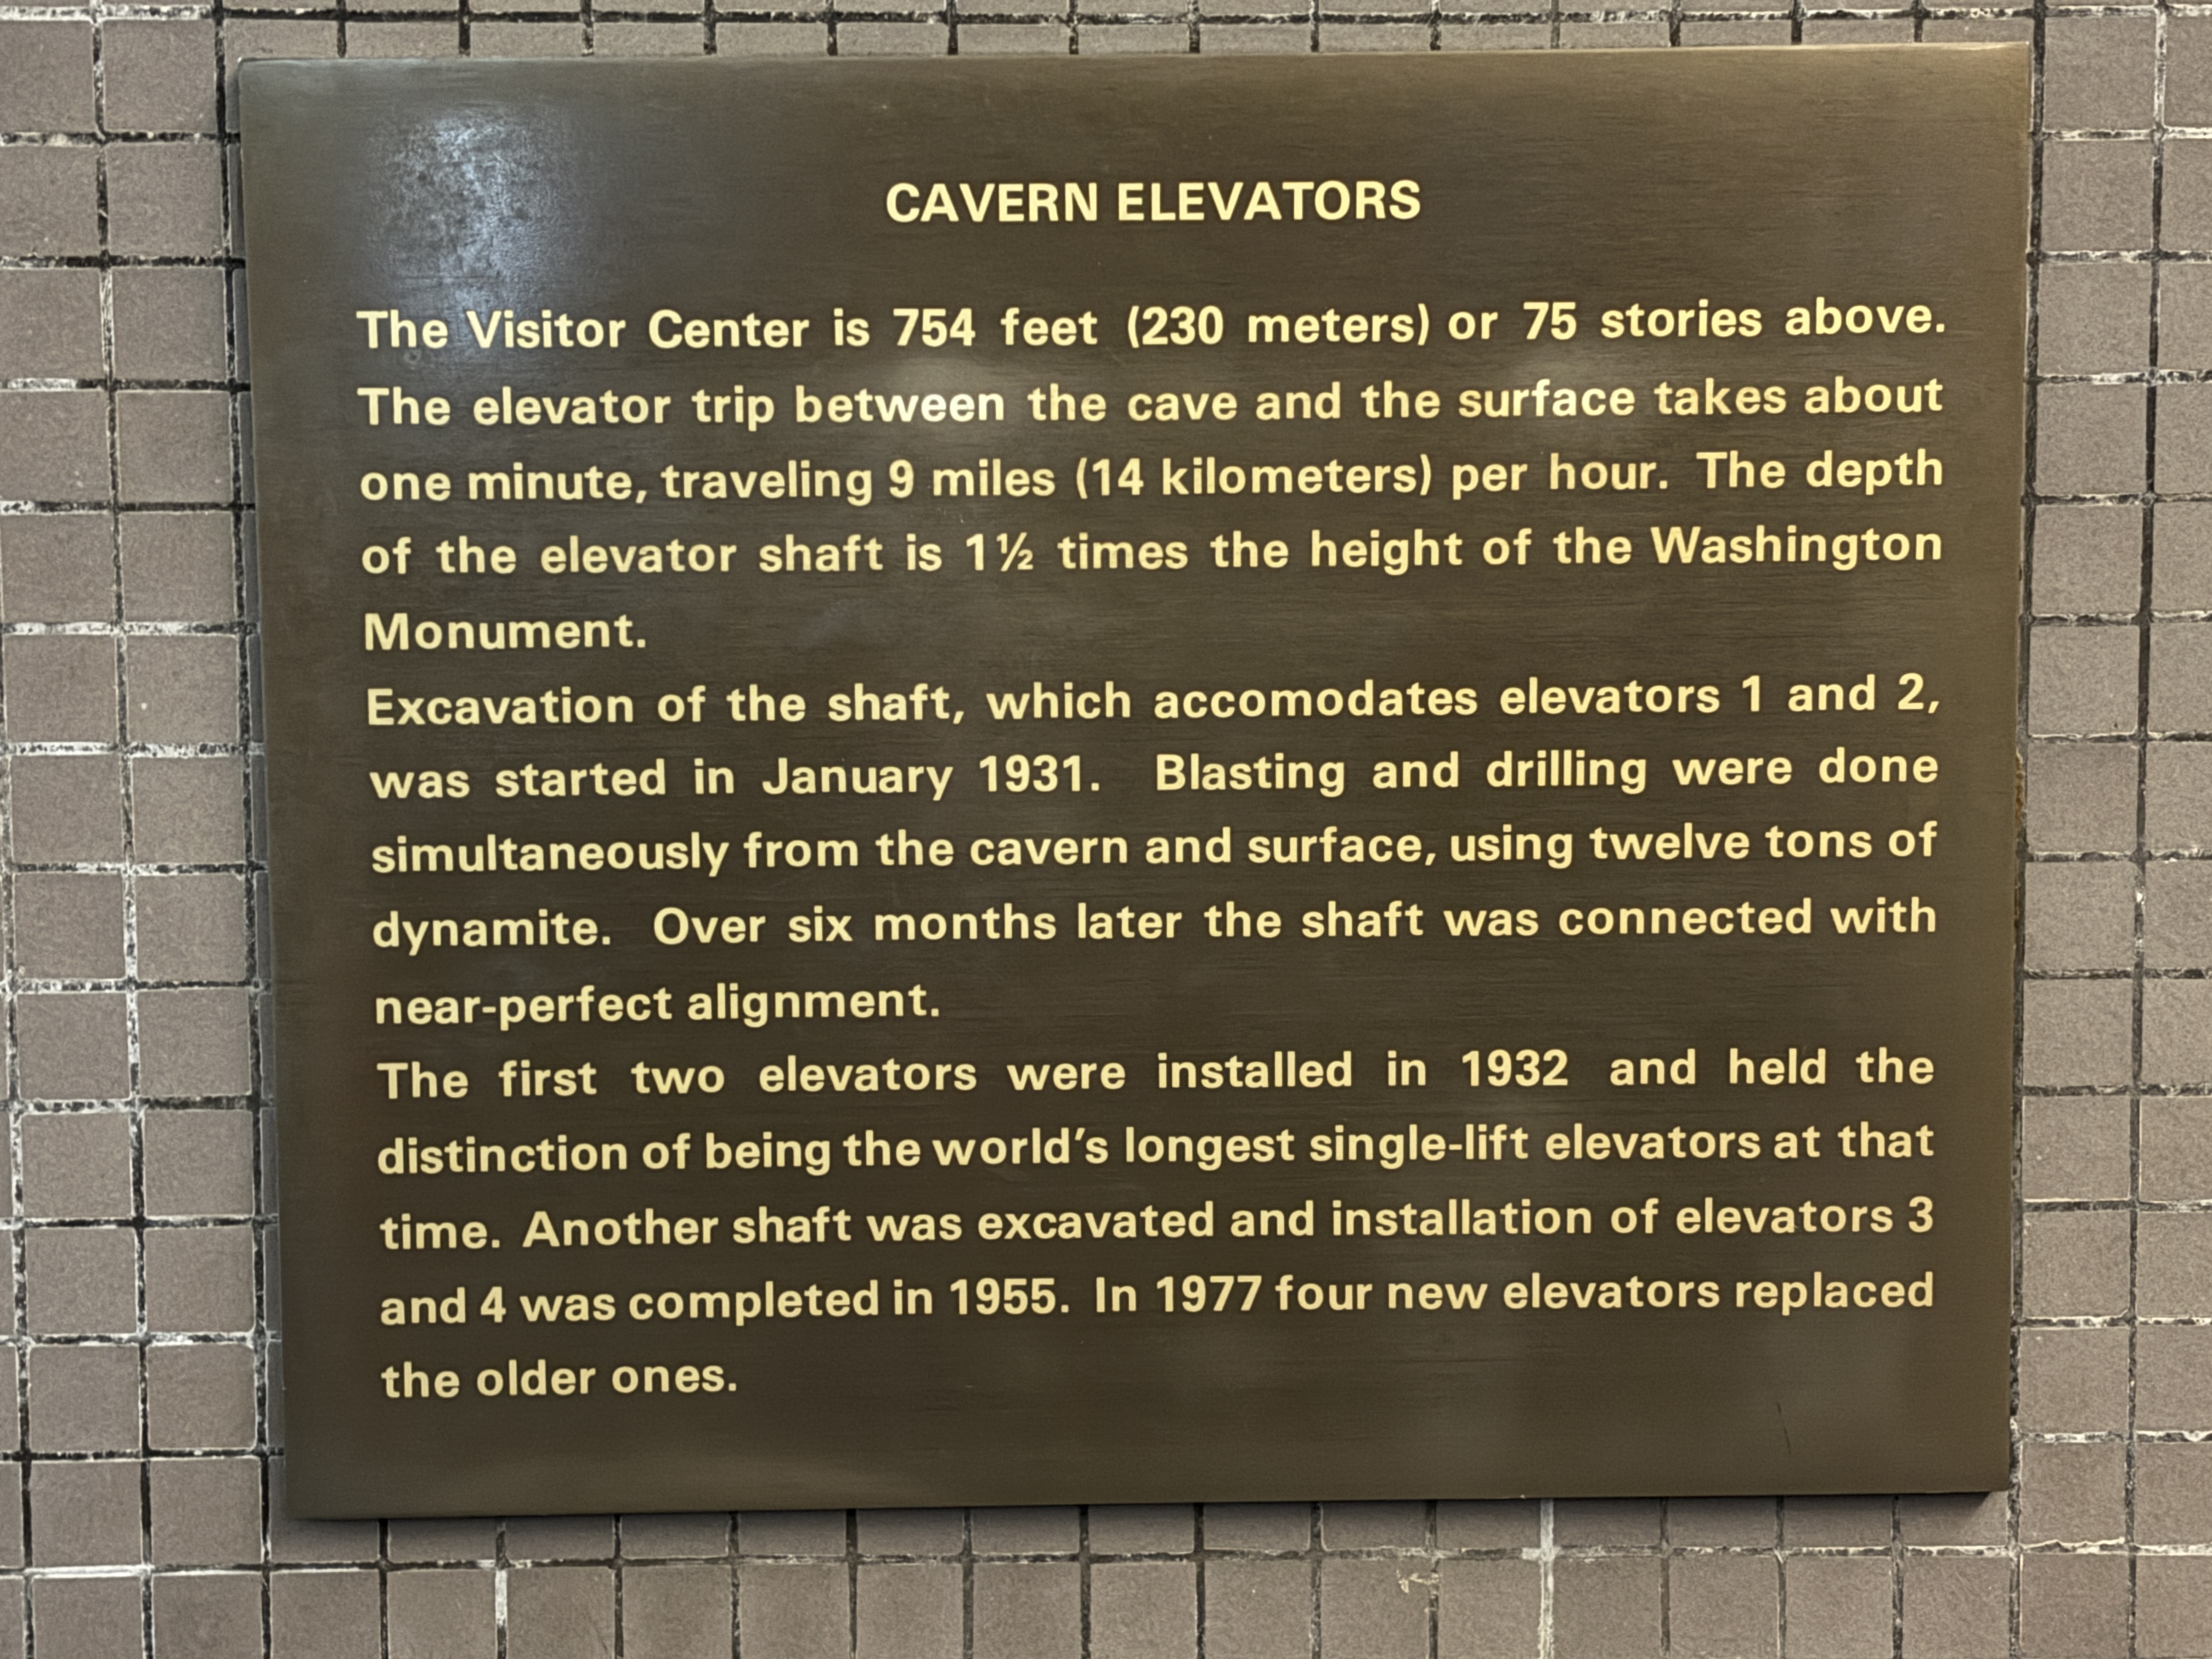 CAVERN ELEVATORS
The Visitor Center is 754 feet (230 meters) or 75 stories above.
The elevator trip between the cave and the surface takes about
one minute, traveling 9 miles (14 kilometers) per hour. The depth
of the elevator shaft is 1½ times the height of the Washington
Monument.
Excavation of the shaft, which accomodates elevators 1 and 2,
was started in January 1931. Blasting and drilling were done
simultaneously from the cavern and surface, using twelve tons of
dynamite. Over six months later the shaft was connected with
near-perfect alignment.
The first two elevators were installed in 1932 and held the
distinction of being the world's longest single-lift elevators at that
time. Another shaft was excavated and installation of elevators 3
and 4 was completed in 1955. In 1977 four new elevators replaced
the older ones.